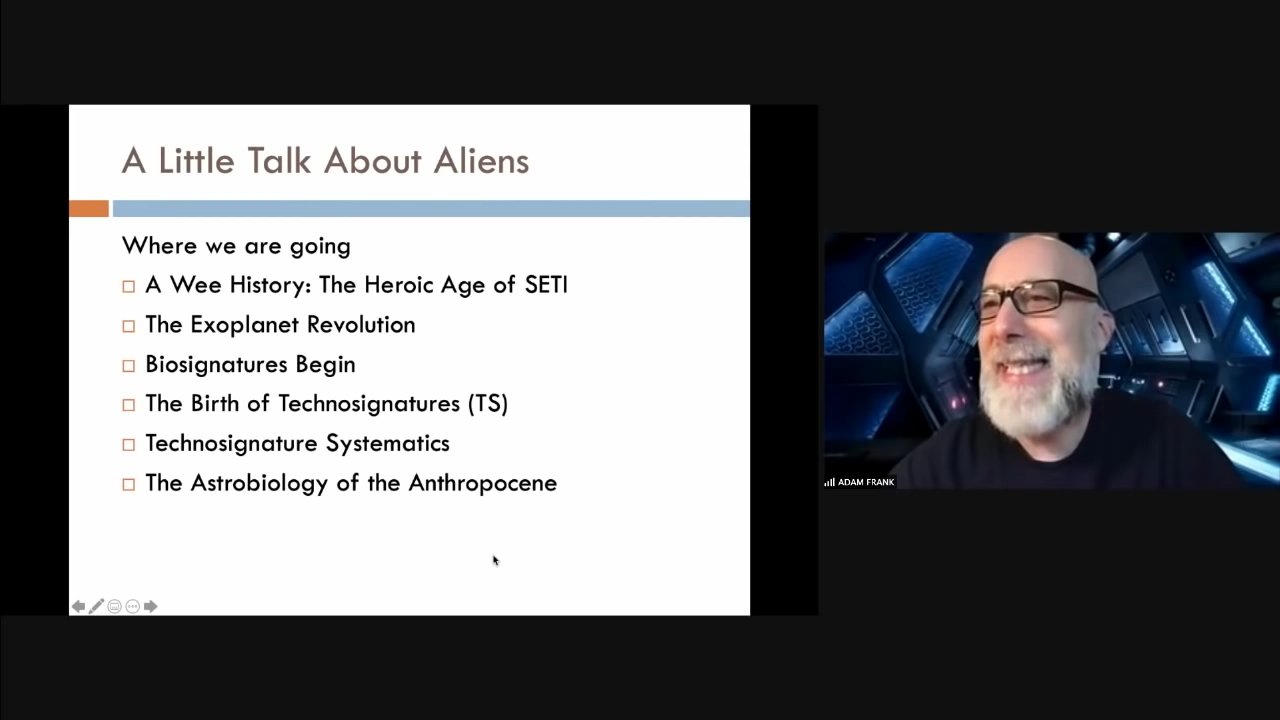 A Little Talk About Aliens
Where we are going
A Wee History: The Heroic Age of SETI
The Exoplanet Revolution
Biosignatures Begin
The Birth of Technosignatures (TS)
Technosignature Systematics
The Astrobiology of the Anthropocene
ADAM FRANK